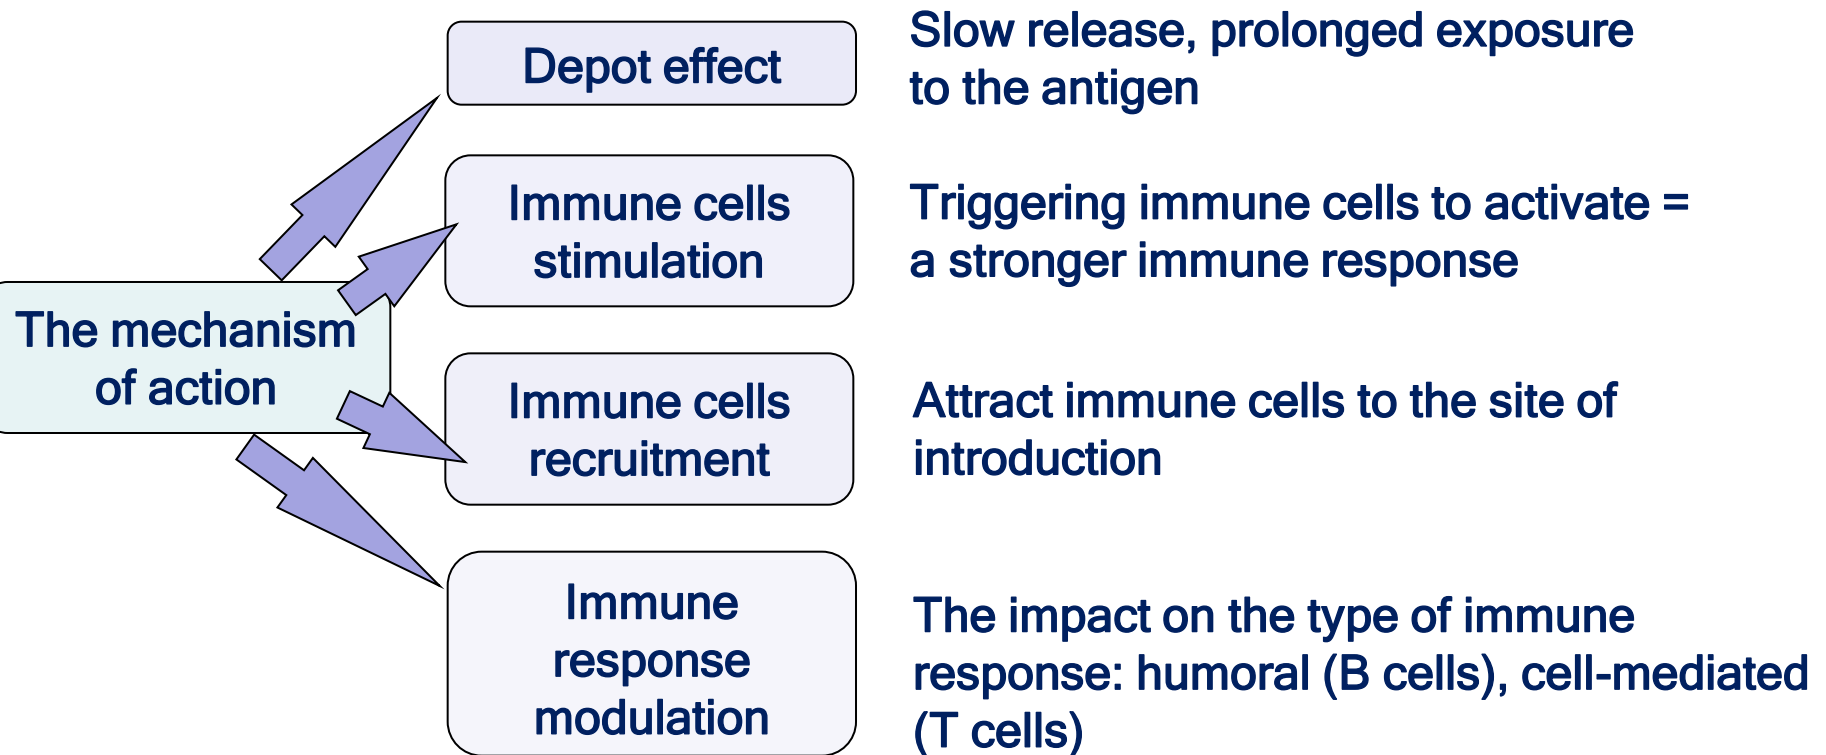 Depot effect
Slow release, prolonged exposure
to the antigen
Immune cells
stimulation
Triggering immune cells to activate =
a stronger immune response
The mechanism
of action
Immune cells
recruitment
Attract immune cells to the site of
introduction
Immune
response
modulation
The impact on the type of immune
response: humoral (B cells), cell-mediated
(T cells)